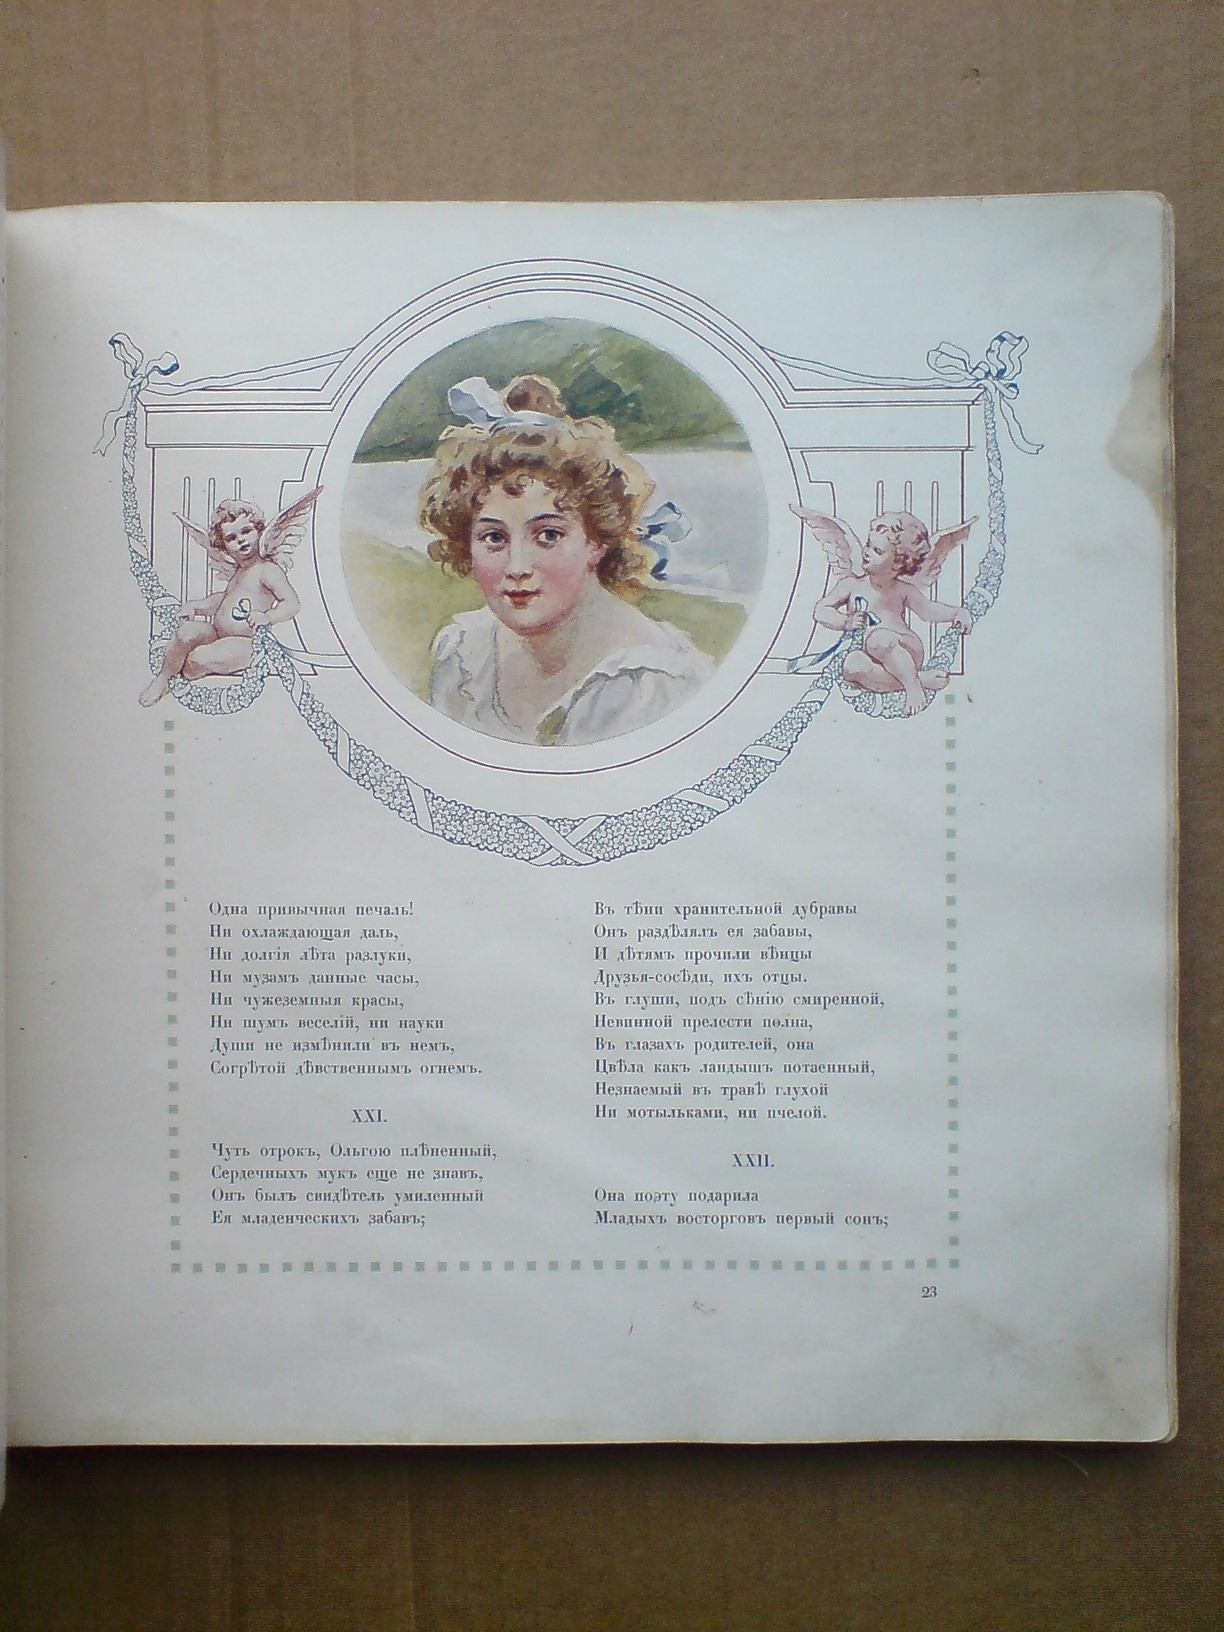 Одна привычная печаль!
Ни охлаждающая даль,
Ни долгія лѣта разлуки,
Ни музамъ данные часы,
Ни чужеземныя красы,
Ни шумъ веселій, ни науки
Души не измѣнили въ немъ,
Согрѣтой дѣвственнымъ огнемъ.
XXI.
Чуть отрокъ, Ольгою плѣненный,
Сердечныхъ мукъ еще не знавъ,
Онъ былъ свидѣтель умиленный
Ея младенческихъ забавъ;
Въ тѣни хранительной дубравы
Онъ раздѣлялъ ея забавы,
И дѣтямъ прочили вѣнцы
Друзья-сосѣди, ихъ отцы.
Въ глуши, подъ сѣнію смиренной,
Невинной прелести полна,
Въ глазахъ родителей, она
Цвѣла какъ ландышъ потаенный,
Незнаемый въ травѣ глухой
Ни мотыльками, ни пчелой.
XXII.
Она поэту подарила
Младыхъ восторговъ первый сонъ;
23